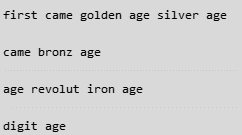 first came golden age silver age
came bronz age
age revolut iron age
digit age